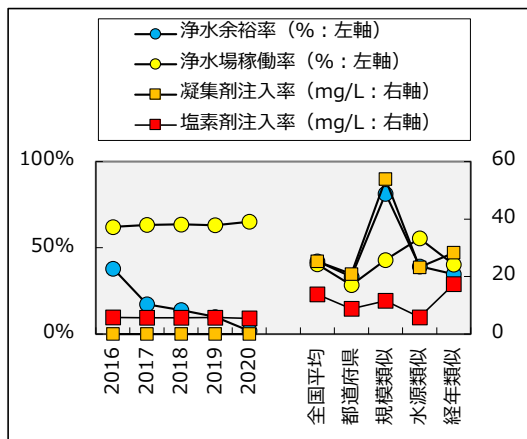 浄水余裕率（%：左軸）
浄水場稼働率（%：左軸）
凝集剤注入率（mg/L：右軸）
塩素剤注入率（mg/L：右軸）
100%
50%
0%
60
40
20
0
2016
2017
2018
2019
2020
全国平均
都道府県
規模類似
水源類似
経年類似